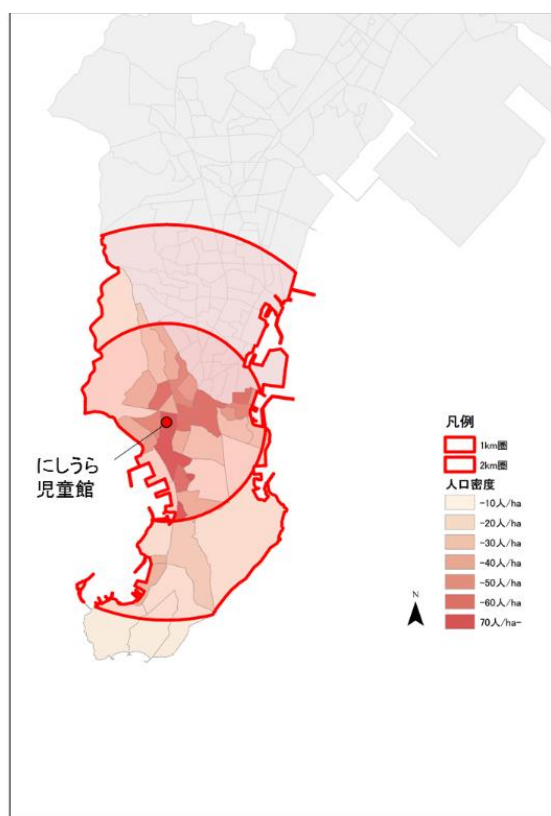 にしうら
児童館
凡例
1km圏
2km圏
人口密度
-10人/ha
-20人/ha
-30人/ha
-40人/ha
-50人/ha
-60人/ha
70人/ha-
N